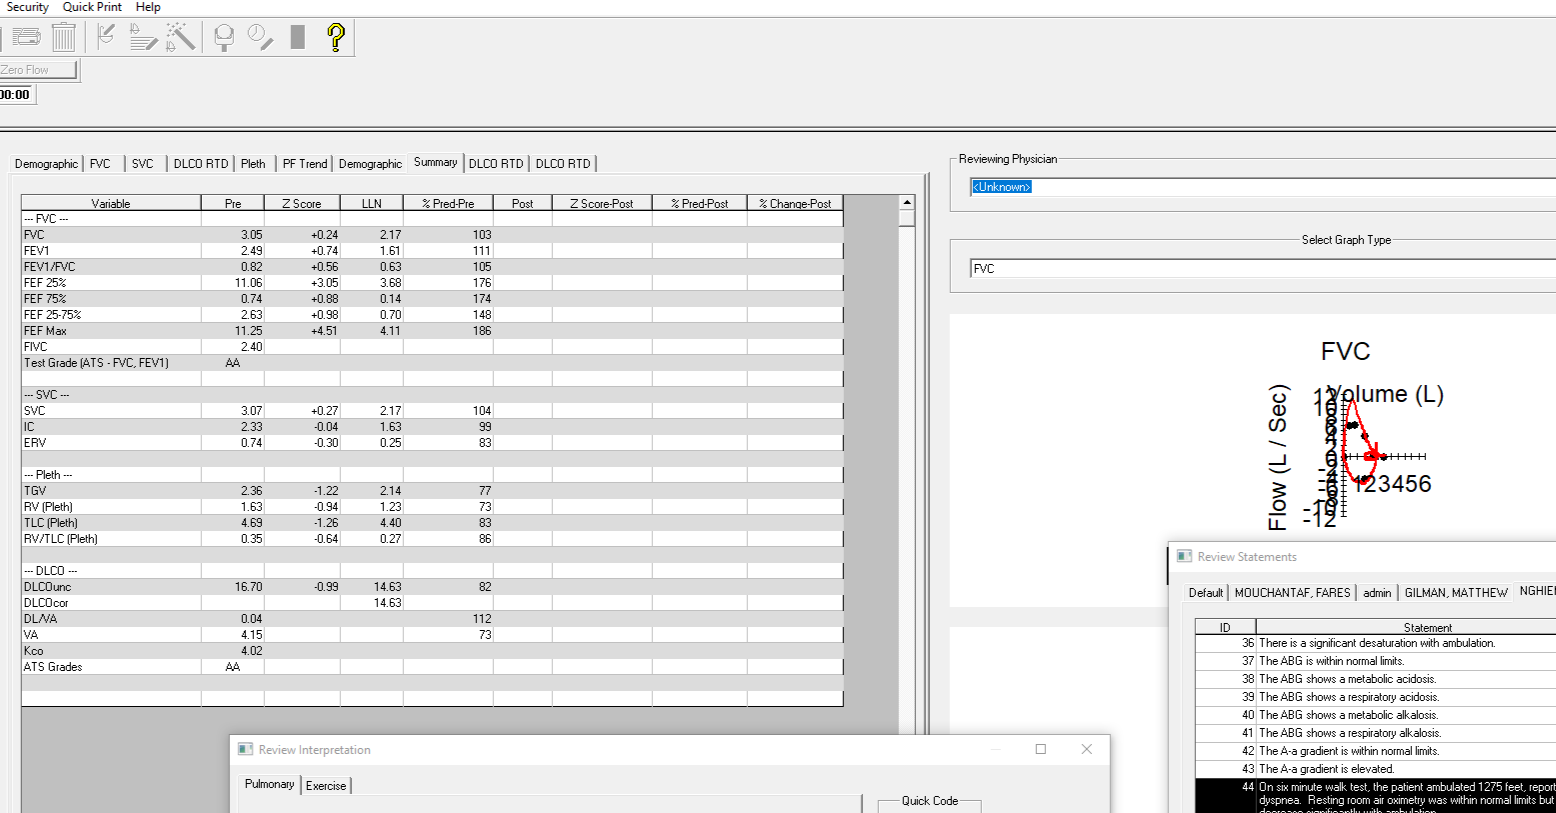 Security Quick Print Help
Zero Flow
00:00
Demographic FVC SVC DLCO RTD Pleth PF Trend Demographic Summary DLCO RTD DLCO RTD
Variable Pre Z Score LLN % Pred-Pre Post Z Score-Post % Pred-Post % Change-Post
--- FVC ---
FVC 3.05 +0.24 2.17 103
FEV1 2.49 +0.74 1.61 111
FEV1/FVC 0.82 +0.56 0.63 105
FEF 25% 11.06 +3.05 3.68 176
FEF 75% 0.74 +0.88 0.14 174
FEF 25-75% 2.63 +0.98 0.70 148
FEF Max 11.25 +4.51 4.11 186
FIVC 2.40
Test Grade (ATS - FVC, FEV1) AA
--- SVC ---
SVC 3.07 +0.27 2.17 104
IC 2.33 -0.04 1.63 99
ERV 0.74 -0.30 0.25 83
--- Pleth ---
TGV 2.36 -1.22 2.14 77
RV (Pleth) 1.63 -0.94 1.23 73
TLC (Pleth) 4.69 -1.26 4.40 83
RV/TLC (Pleth) 0.35 -0.64 0.27 86
--- DLCO ---
DLCOunc 16.70 -0.99 14.63 82
DLCOcor 14.63
DL/VA 0.04 112
VA 4.15 73
Kco 4.02
ATS Grades AA
Reviewing Physician
<Unknown>
Select Graph Type
FVC
FVC
Volume (L)
Flow (L / Sec)
123456
-12
Review Statements
Default MOUCHANTAF, FARES admin GILMAN, MATTHEW NGHIE
ID Statement
36 There is a significant desaturation with ambulation.
37 The ABG is within normal limits.
38 The ABG shows a metabolic acidosis.
39 The ABG shows a respiratory acidosis.
40 The ABG shows a metabolic alkalosis.
41 The ABG shows a respiratory alkalosis.
42 The A-a gradient is within normal limits.
43 The A-a gradient is elevated.
44 On six minute walk test, the patient ambulated 1275 feet, report
dyspnea. Resting room air oximetry was within normal limits but
decrease significantly with ambulation.
Review Interpretation
Pulmonary Exercise
Quick Code